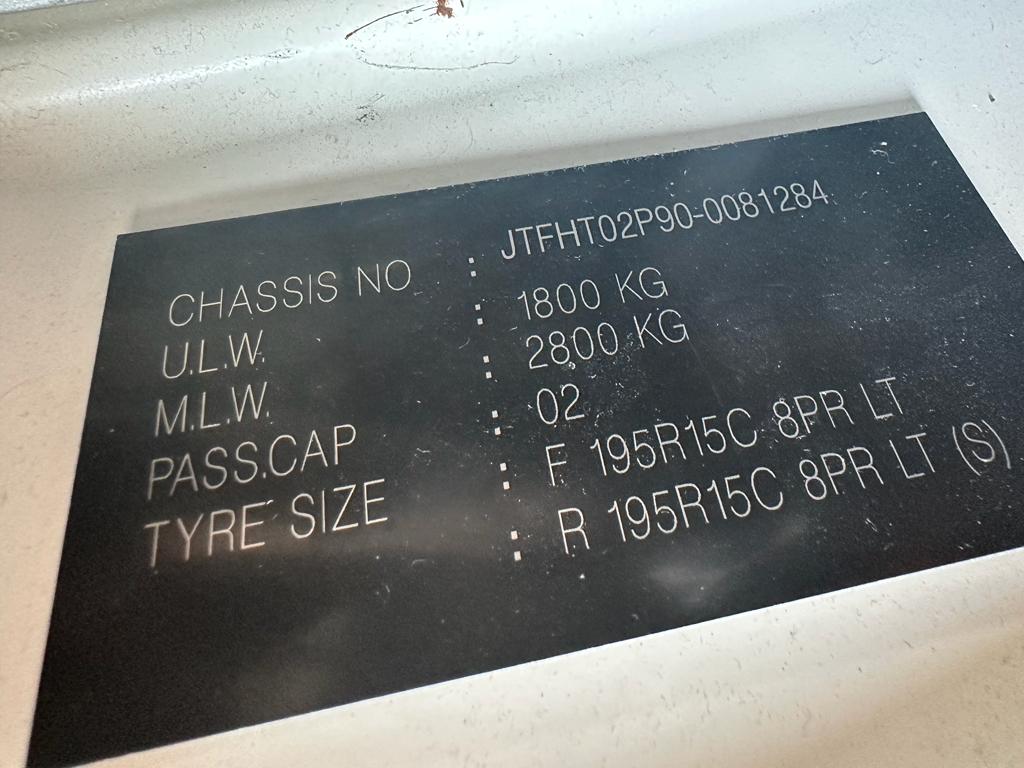 CHASSIS NO : JTFHT02P90-0081284
U.L.W. : 1800 KG
M.L.W. : 2800 KG
PASS.CAP : 02
TYRE SIZE : F 195R15C 8PR LT
: R 195R15C 8PR LT (S)